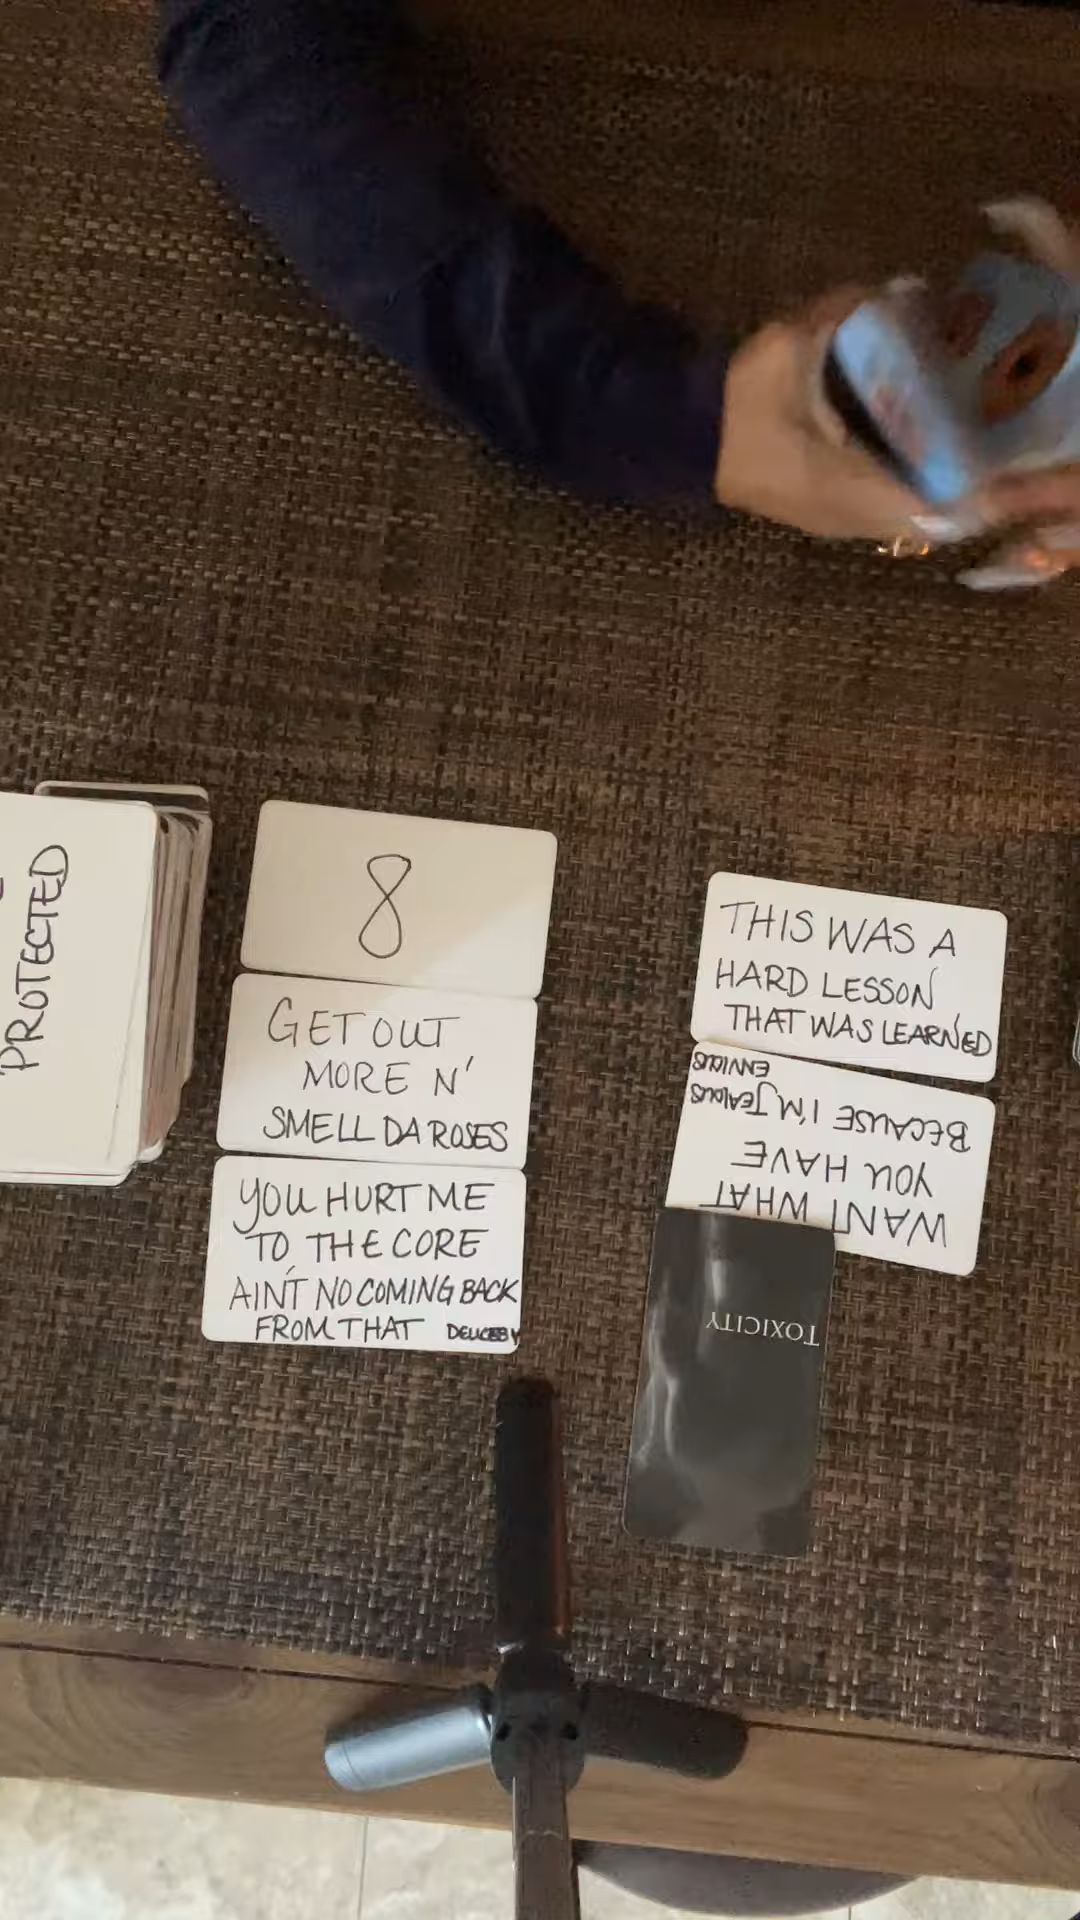 PROTECTED
8
GET OUT
MORE N'
SMELL DA ROSES
YOU HURT ME
TO THE CORE
AIN'T NO COMING BACK
FROM THAT
THIS WAS A
HARD LESSON
THAT WAS LEARNED
WANT WHAT
YOU HAVE
BECAUSE I'M JEALOUS
ENVIOUS
TOXICITY